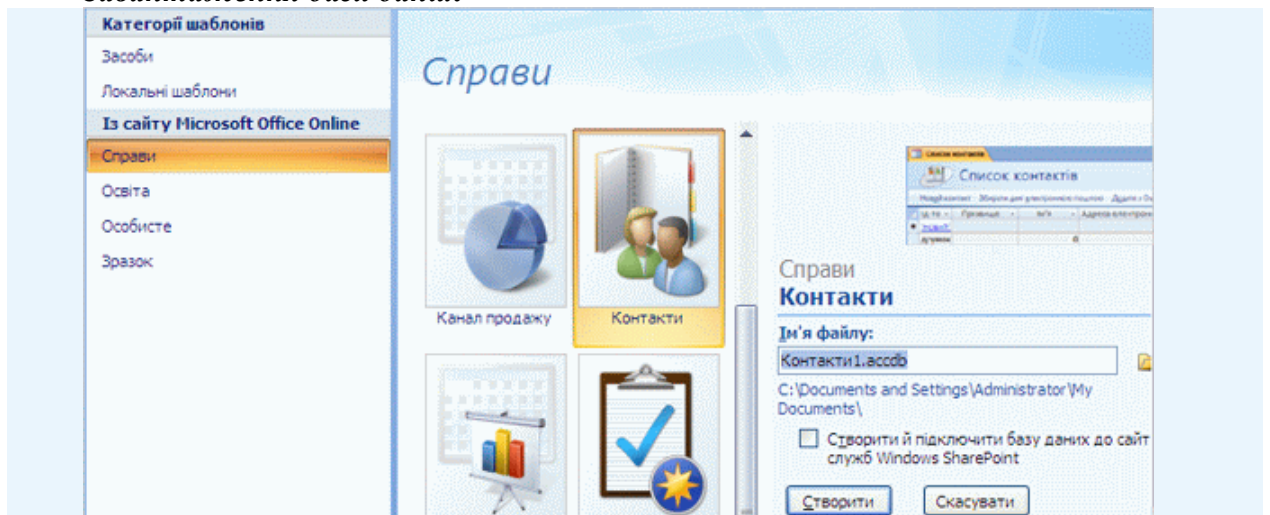 Категорії шаблонів
Засоби
Локальні шаблони
Із сайту Microsoft Office Online
Справи
Освіта
Особисте
Зразок
Справи
Канал продажу
Контакти
Список контактів
Список контактів
Справи
Контакти
Ім'я файлу:
Контакти1.accdb
C:\Documents and Settings\Administrator\My
Documents\
Створити й підключити базу даних до сайт
служб Windows SharePoint
Створити
Скасувати